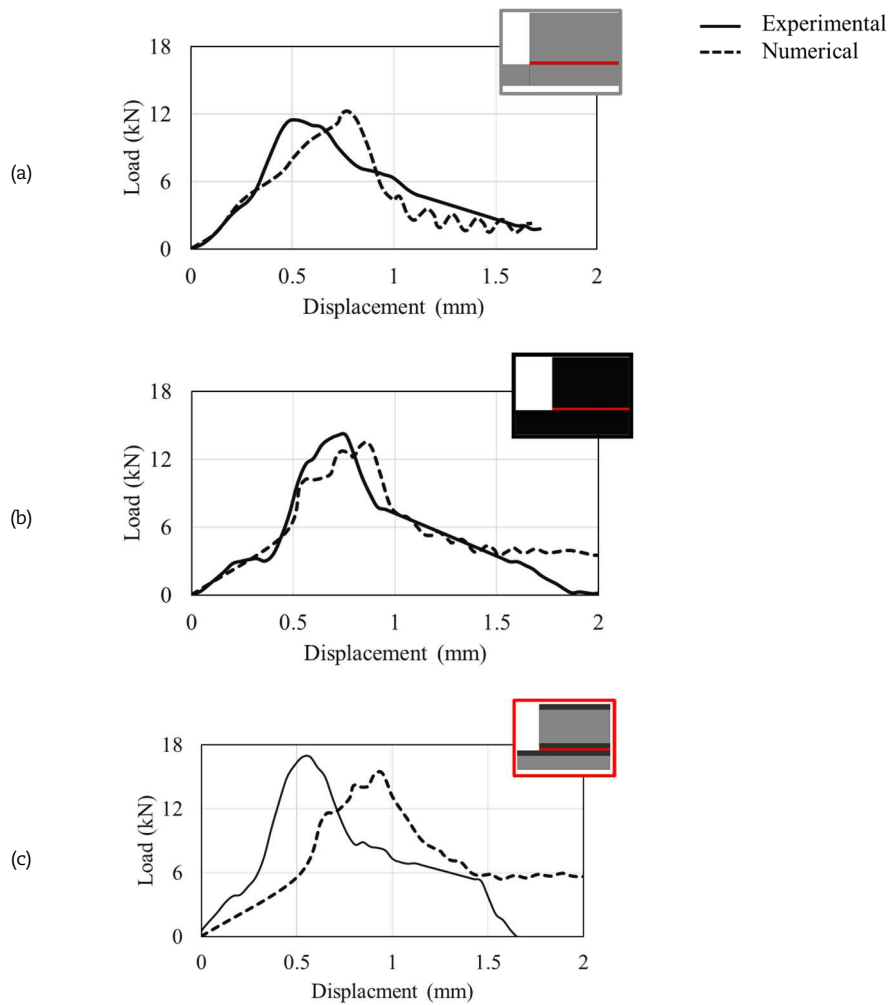 Experimental
Numerical
(a)
Load (kN)
18
12
6
0
0 0.5 1 1.5 2
Displacement (mm)
(b)
Load (kN)
18
12
6
0
0 0.5 1 1.5 2
Displacement (mm)
(c)
Load (kN)
18
12
6
0
0 0.5 1 1.5 2
Displacment (mm)